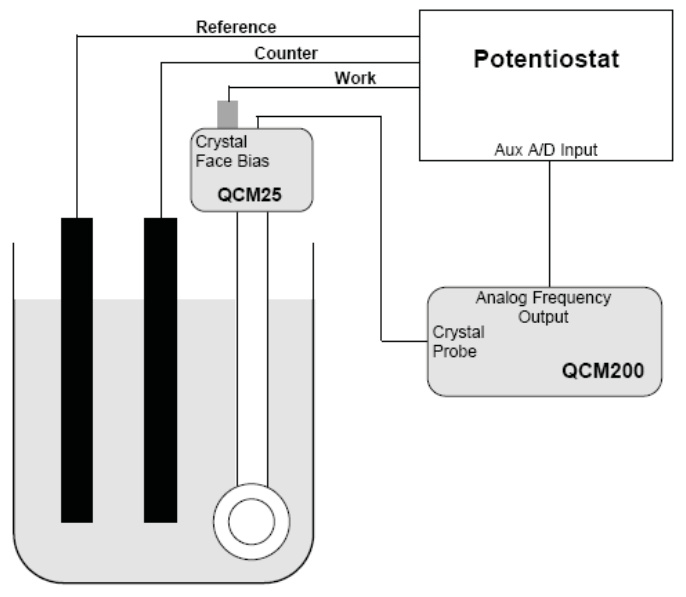 Reference
Counter
Work
Potentiostat
Aux A/D Input
Crystal
Face Bias
QCM25
Analog Frequency
Output
Crystal
Probe
QCM200